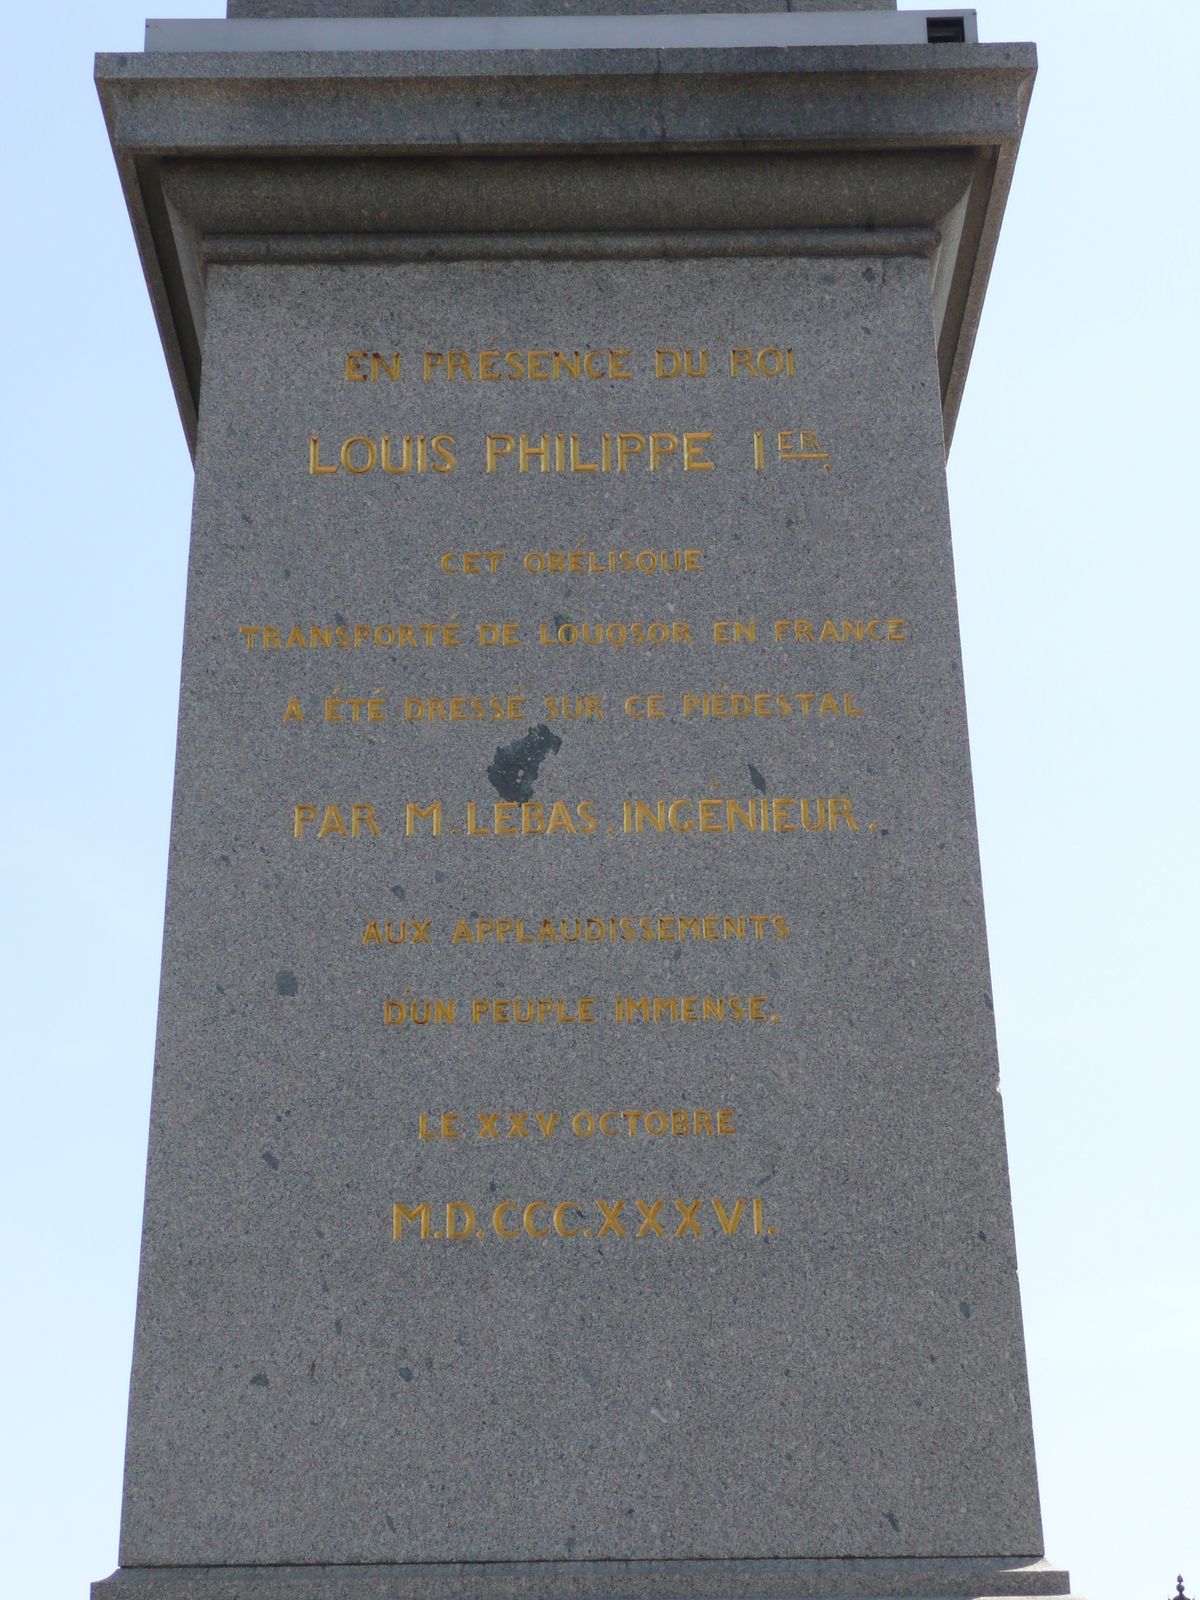 EN PRÉSENCE DU ROI
LOUIS PHILIPPE IER.
CET OBÉLISQUE
TRANSPORTÉ DE LOUQSOR EN FRANCE
A ÉTÉ DRESSÉ SUR CE PIÉDESTAL
PAR M. LEBAS, INGÉNIEUR,
AUX APPLAUDISSEMENTS
D'UN PEUPLE IMMENSE,
LE XXV OCTOBRE
M.D.CCC.XXXVI.